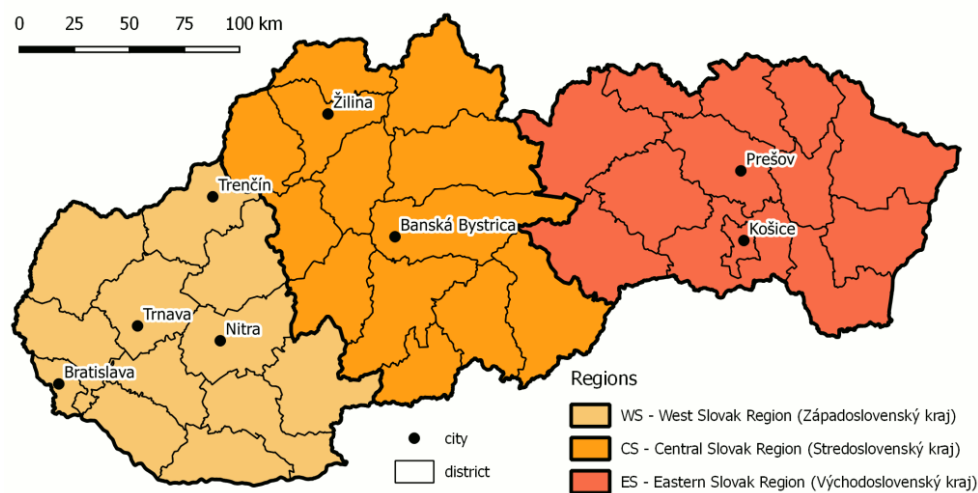 0 25 50 75 100 km
Žilina
Prešov
Trenčín
Banská Bystrica
Košice
Trnava
Nitra
Bratislava
Regions
WS - West Slovak Region (Západoslovenský kraj)
city
CS - Central Slovak Region (Stredoslovenský kraj)
district
ES - Eastern Slovak Region (Východoslovenský kraj)